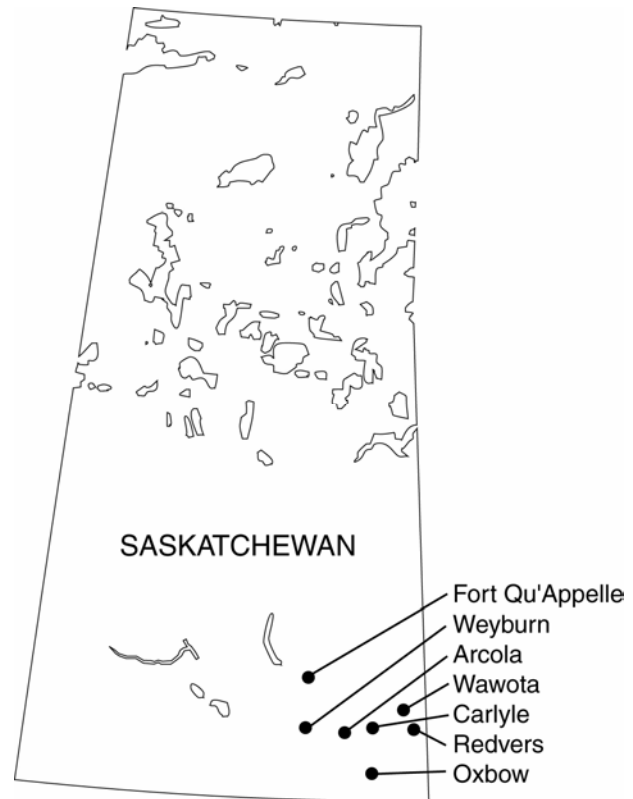 SASKATCHEWAN
Fort Qu'Appelle
Weyburn
Arcola
Wawota
Carlyle
Redvers
Oxbow